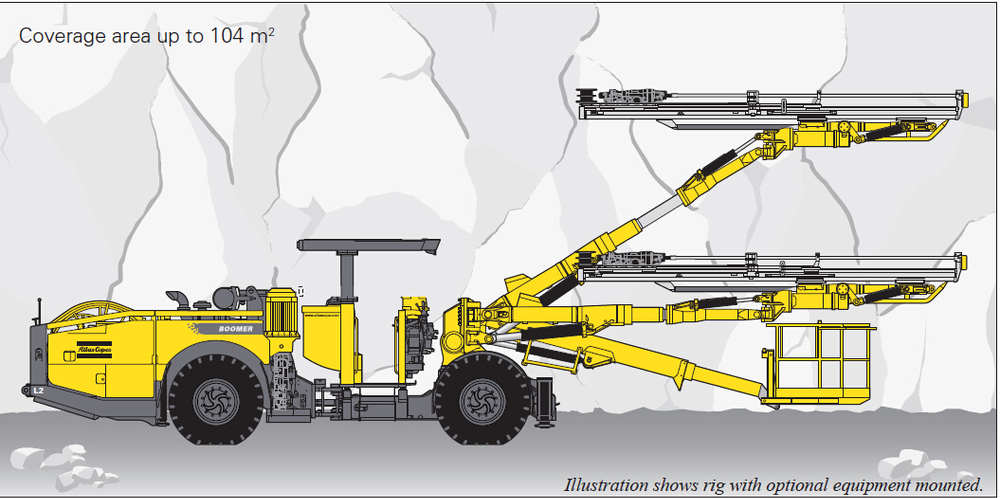 Coverage area up to 104 m²
www.atlascopco.com
BOOMER
Atlas Copco
L2
Illustration shows rig with optional equipment mounted.